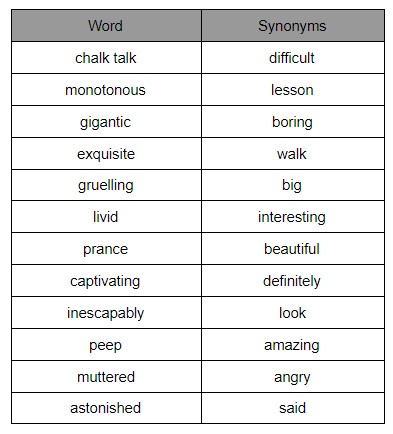 Word Synonyms
chalk talk difficult
monotonous lesson
gigantic boring
exquisite walk
gruelling big
livid interesting
prance beautiful
captivating definitely
inescapably look
peep amazing
muttered angry
astonished said